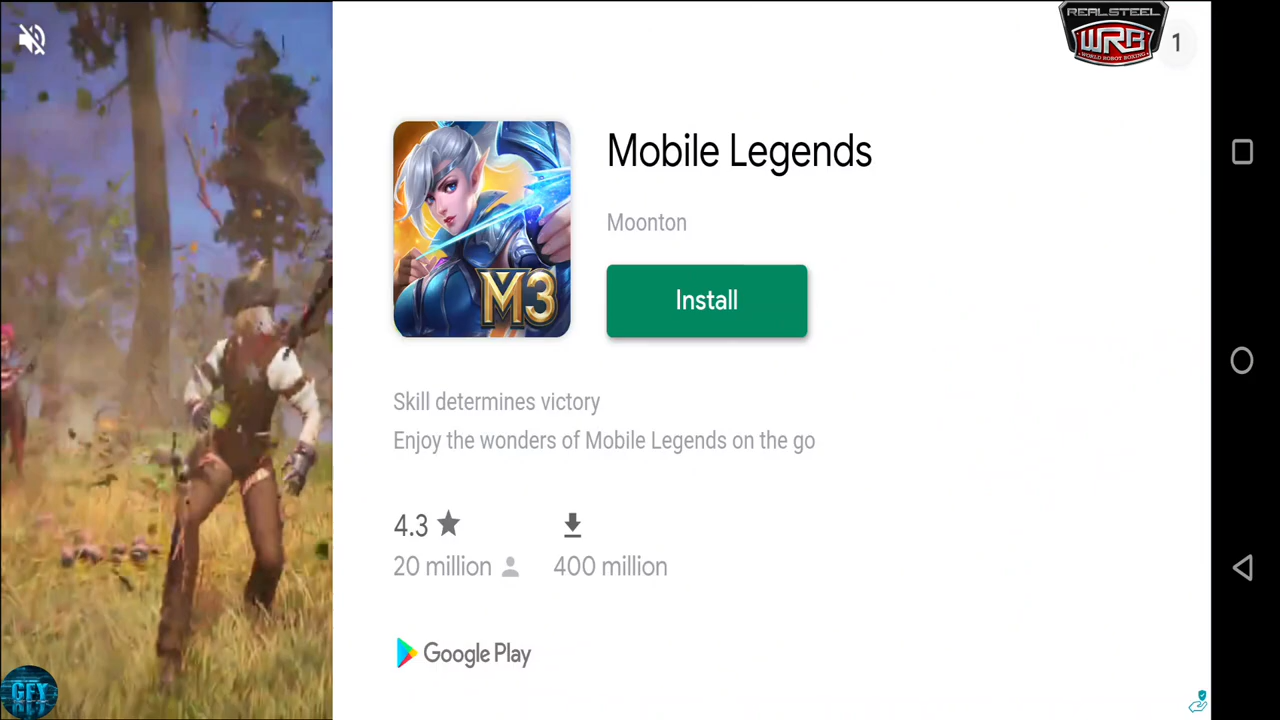 REAL STEEL
WRB
WORLD ROBOT BOXING
1
Mobile Legends
Moonton
M3
Install
Skill determines victory
Enjoy the wonders of Mobile Legends on the go
4.3
20 million
400 million
Google Play
GFX